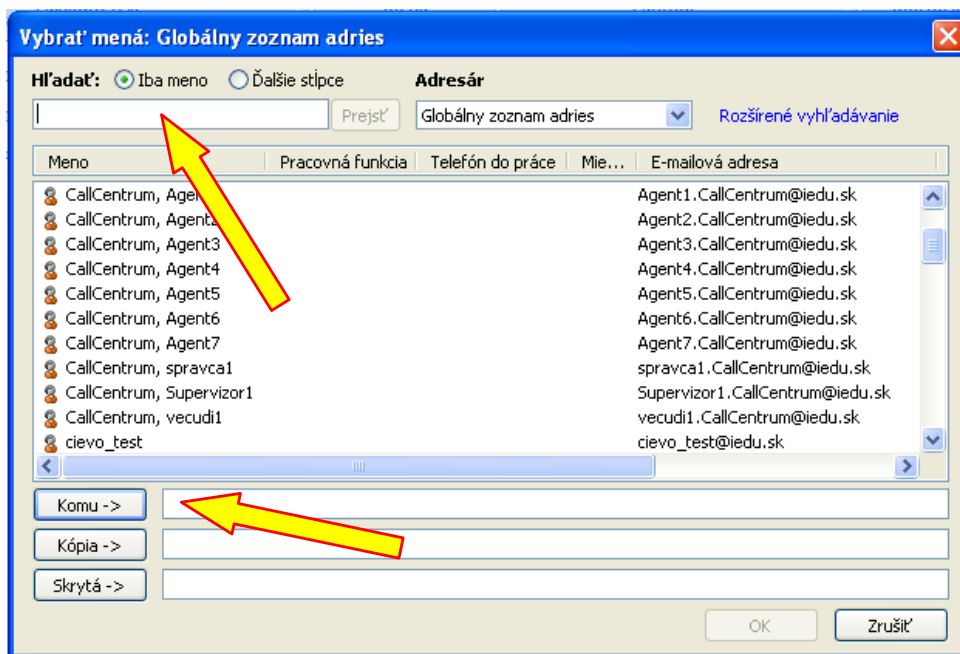 Vybrať mená: Globálny zoznam adries
Hľadať: Iba meno Ďalšie stĺpce Adresár
Prejsť Globálny zoznam adries Rozšírené vyhľadávanie
Meno Pracovná funkcia Telefón do práce Mie... E-mailová adresa
CallCentrum, Agent1.CallCentrum@iedu.sk
CallCentrum, Agent2.CallCentrum@iedu.sk
CallCentrum, Agent3 Agent3.CallCentrum@iedu.sk
CallCentrum, Agent4 Agent4.CallCentrum@iedu.sk
CallCentrum, Agent5 Agent5.CallCentrum@iedu.sk
CallCentrum, Agent6 Agent6.CallCentrum@iedu.sk
CallCentrum, Agent7 Agent7.CallCentrum@iedu.sk
CallCentrum, spravca1 spravca1.CallCentrum@iedu.sk
CallCentrum, Supervizor1 Supervizor1.CallCentrum@iedu.sk
CallCentrum, vecudi1 vecudi1.CallCentrum@iedu.sk
cievo_test cievo_test@iedu.sk
Komu ->
Kópia ->
Skrytá ->
OK Zrušiť